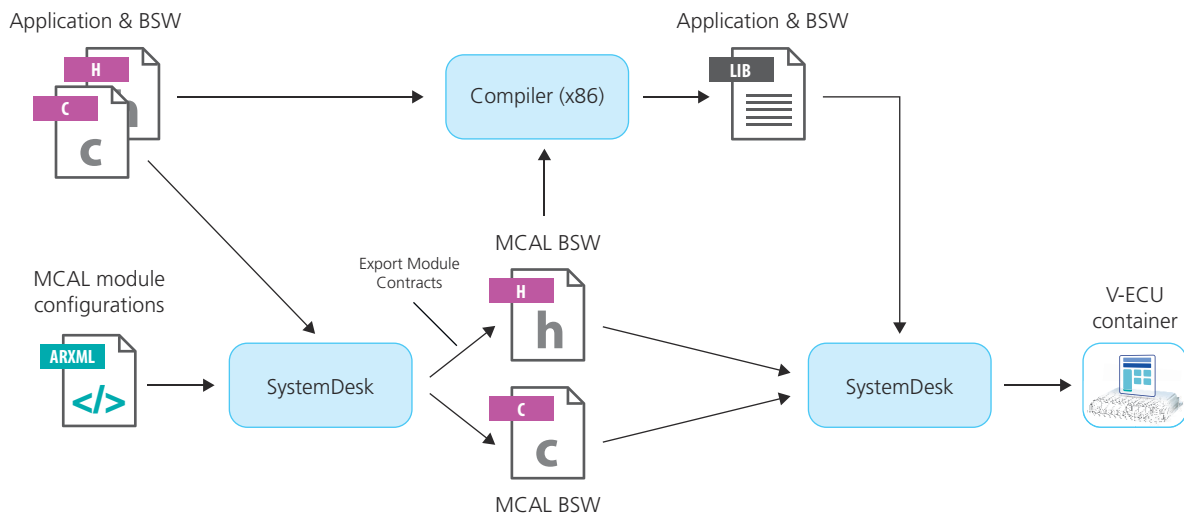 Application & BSW
H
h
C
c
Compiler (x86)
Application & BSW
LIB
MCAL BSW
Export Module
Contracts
H
h
MCAL module
configurations
ARXML
</>
SystemDesk
C
c
MCAL BSW
SystemDesk
V-ECU
container